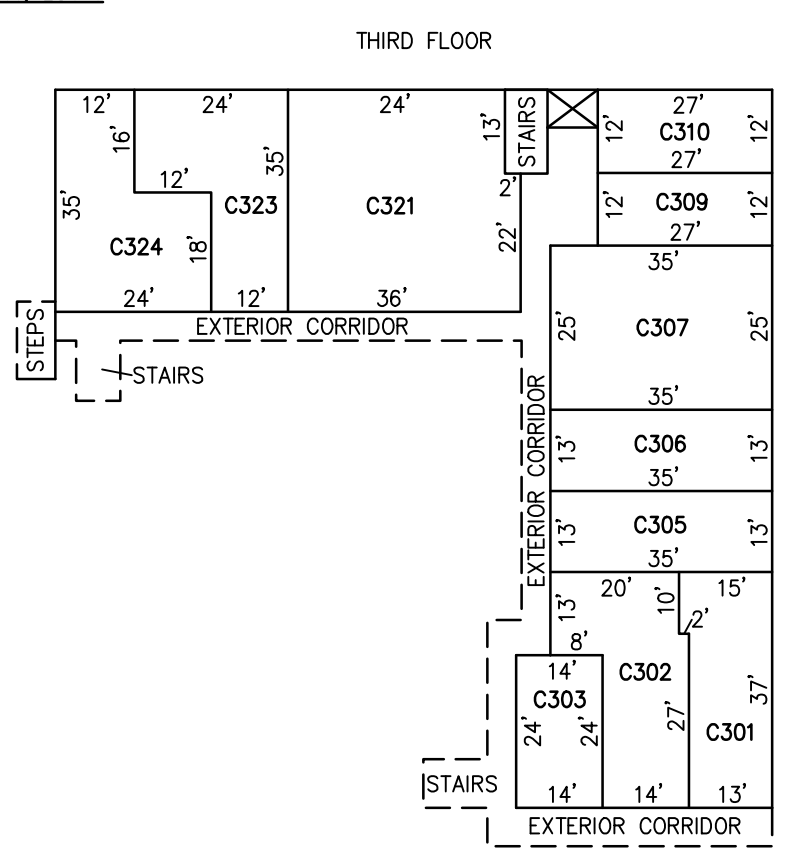 THIRD FLOOR
12' 24' 24' 13' STAIRS 27'
16' 12' C310 12'
35' 27'
12' 2'
35' C323 C321 12' C309 12'
C324 18' 22' 27'
35'
24' 12' 36'
EXTERIOR CORRIDOR 25' C307 25'
STEPS
STAIRS
35'
EXTERIOR CORRIDOR
13' C306 13'
35'
13' C305 13'
35'
20' 10' 15'
13' 2'
8'
14' C302
C303 37'
24' 24' 27' C301
STAIRS
14' 14' 13'
EXTERIOR CORRIDOR